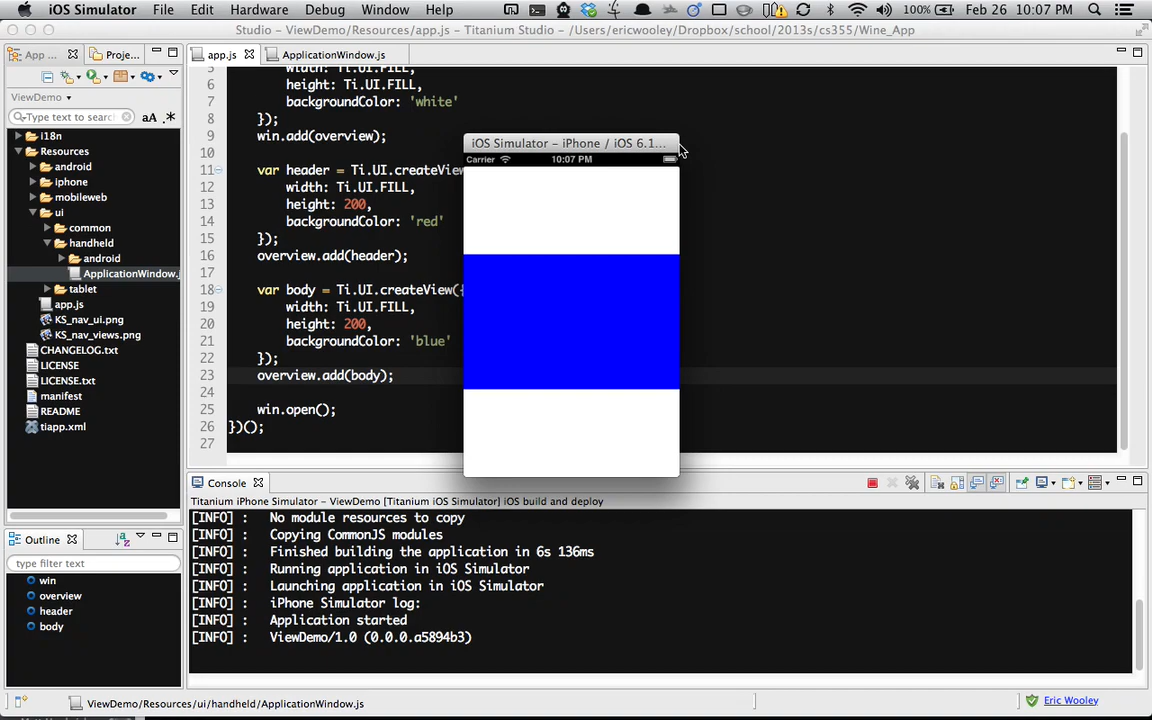 iOS Simulator File Edit Hardware Debug Window Help 100% Feb 26 10:07 PM
Studio - ViewDemo/Resources/app.js - Titanium Studio - /Users/ericwooley/Dropbox/school/2013s/cs355/Wine_App
App ... Proje... app.js ApplicationWindow.js
ViewDemo
Type text to searc aA .*
I18n
Resources
android
iphone
mobileweb
ui
common
handheld
android
ApplicationWindow.j
tablet
app.js
KS_nav_ui.png
KS_nav_views.png
CHANGELOG.txt
LICENSE
LICENSE.txt
manifest
README
tiapp.xml
5 width: Ti.UI.FILL,
6 height: Ti.UI.FILL,
7 backgroundColor: 'white'
8 });
9 win.add(overview);
10
11 var header = Ti.UI.createView
12 width: Ti.UI.FILL,
13 height: 200,
14 backgroundColor: 'red'
15 });
16 overview.add(header);
17
18 var body = Ti.UI.createView({
19 width: Ti.UI.FILL,
20 height: 200,
21 backgroundColor: 'blue'
22 });
23 overview.add(body);
24
25 win.open();
26 })();
27
iOS Simulator - iPhone / iOS 6.1...
Carrier 10:07 PM
Console
Titanium iPhone Simulator - ViewDemo [Titanium iOS Simulator] iOS build and deploy
[INFO] : No module resources to copy
[INFO] : Copying CommonJS modules
[INFO] : Finished building the application in 6s 136ms
[INFO] : Running application in iOS Simulator
[INFO] : Launching application in iOS Simulator
[INFO] : iPhone Simulator log:
[INFO] : Application started
[INFO] : ViewDemo/1.0 (0.0.0.a5894b3)
Outline
type filter text
win
overview
header
body
ViewDemo/Resources/ui/handheld/ApplicationWindow.js
Eric Wooley